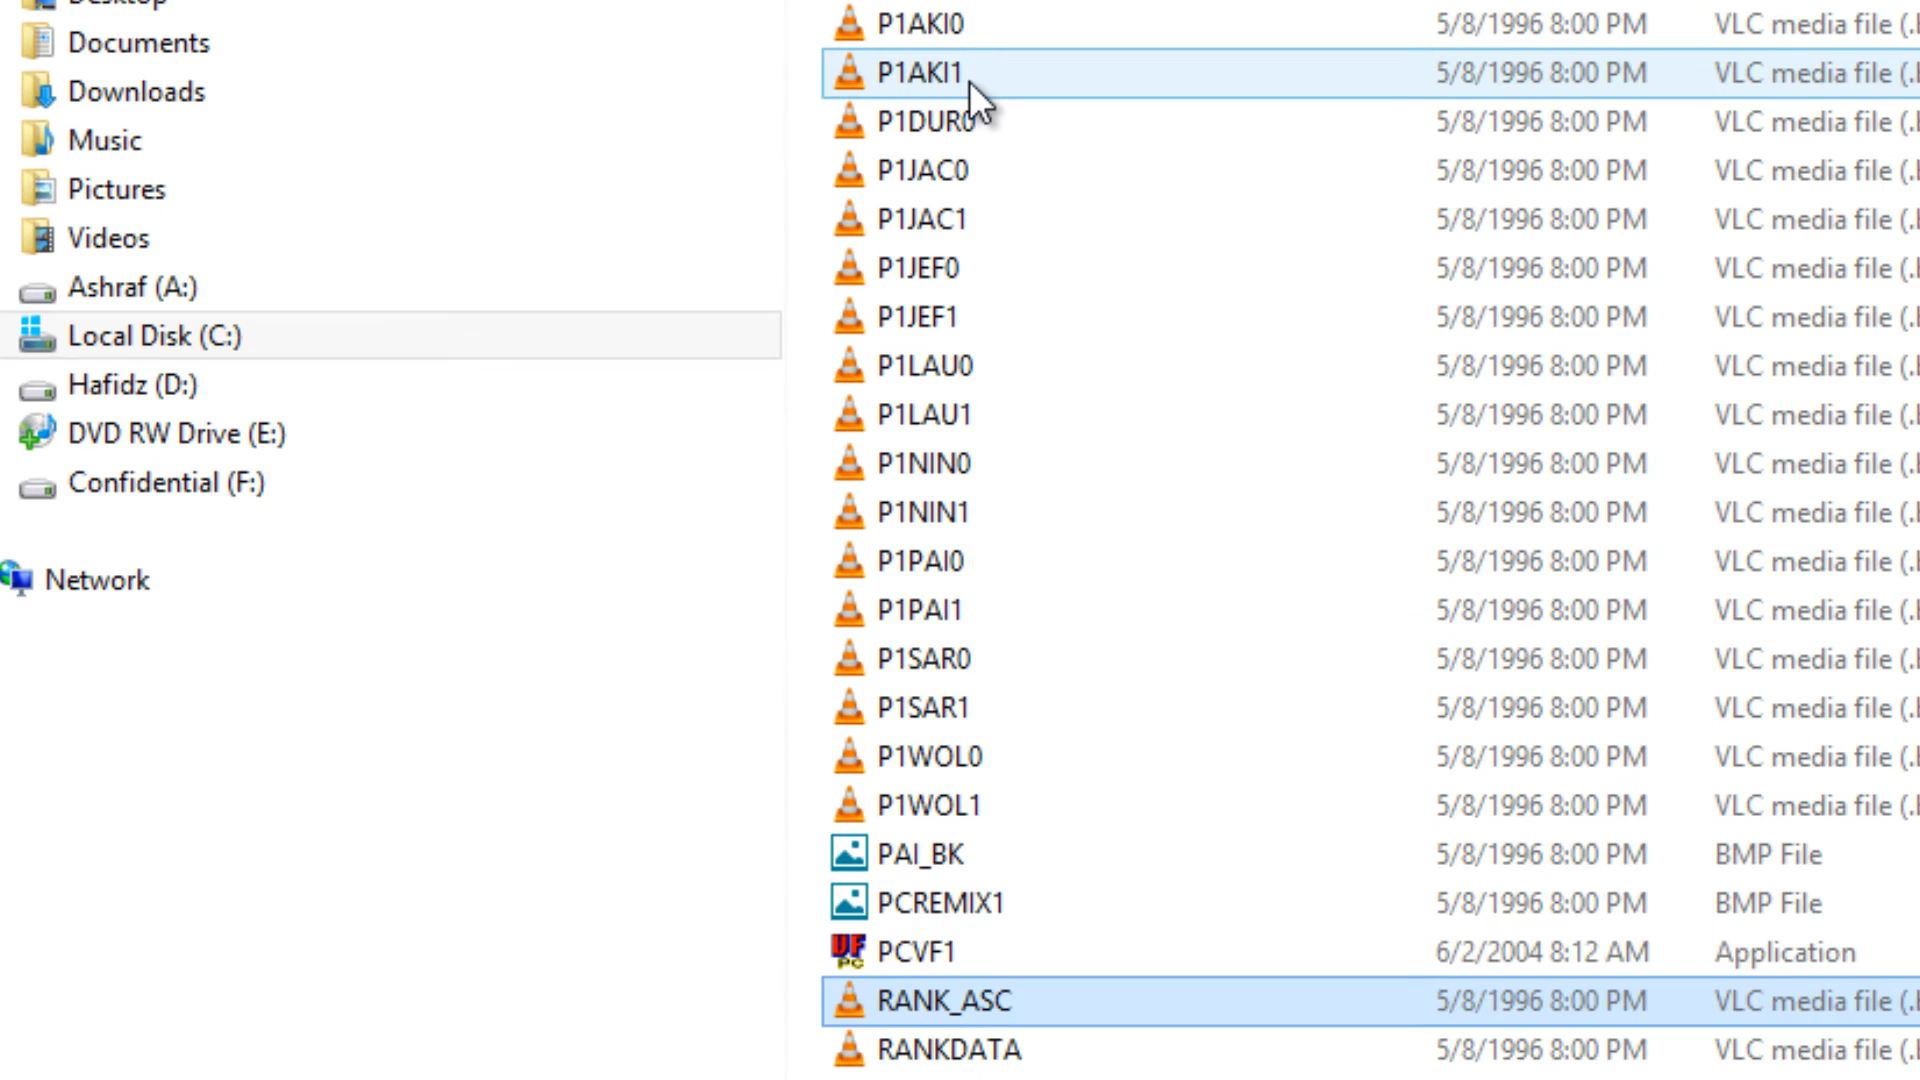 Desktop
Documents
Downloads
Music
Pictures
Videos
Ashraf (A:)
Local Disk (C:)
Hafidz (D:)
DVD RW Drive (E:)
Confidential (F:)
Network
P1AKI0 5/8/1996 8:00 PM VLC media file (.b
P1AKI1 5/8/1996 8:00 PM VLC media file (.b
P1DUR0 5/8/1996 8:00 PM VLC media file (.b
P1JAC0 5/8/1996 8:00 PM VLC media file (.b
P1JAC1 5/8/1996 8:00 PM VLC media file (.b
P1JEF0 5/8/1996 8:00 PM VLC media file (.b
P1JEF1 5/8/1996 8:00 PM VLC media file (.b
P1LAU0 5/8/1996 8:00 PM VLC media file (.b
P1LAU1 5/8/1996 8:00 PM VLC media file (.b
P1NIN0 5/8/1996 8:00 PM VLC media file (.b
P1NIN1 5/8/1996 8:00 PM VLC media file (.b
P1PAI0 5/8/1996 8:00 PM VLC media file (.b
P1PAI1 5/8/1996 8:00 PM VLC media file (.b
P1SAR0 5/8/1996 8:00 PM VLC media file (.b
P1SAR1 5/8/1996 8:00 PM VLC media file (.b
P1WOL0 5/8/1996 8:00 PM VLC media file (.b
P1WOL1 5/8/1996 8:00 PM VLC media file (.b
PAI_BK 5/8/1996 8:00 PM BMP File
PCREMIX1 5/8/1996 8:00 PM BMP File
VF PC PCVF1 6/2/2004 8:12 AM Application
RANK_ASC 5/8/1996 8:00 PM VLC media file (.b
RANKDATA 5/8/1996 8:00 PM VLC media file (.b